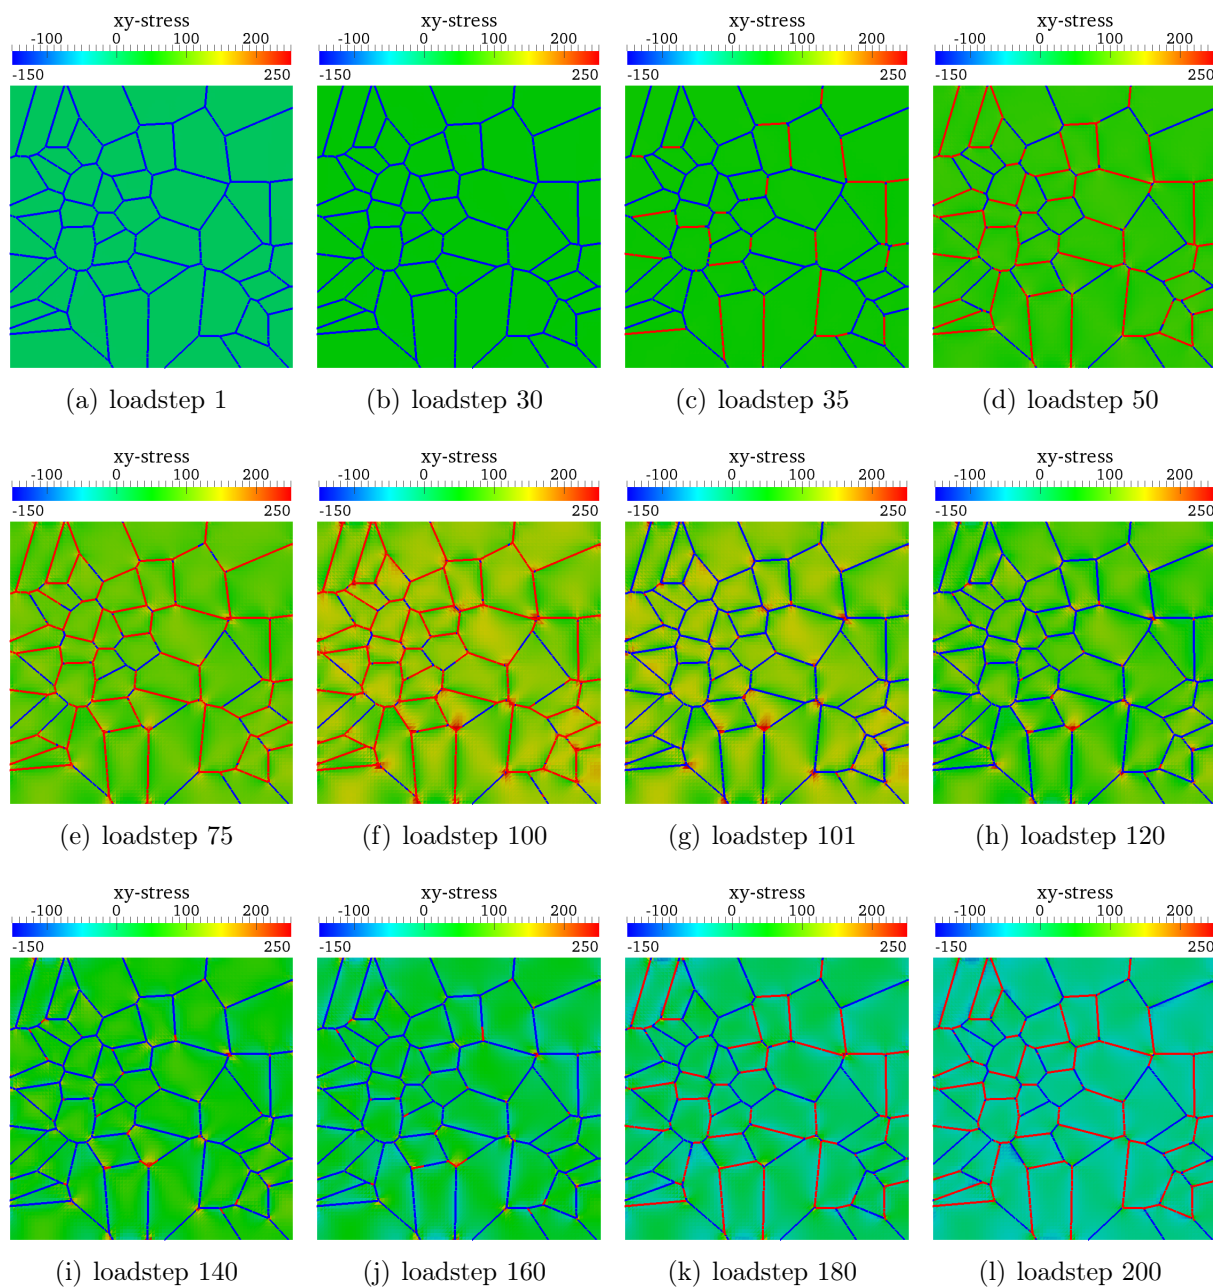 xy-stress xy-stress xy-stress xy-stress
-100 0 100 200 -100 0 100 200 -100 0 100 200 -100 0 100 200
-150 250 -150 250 -150 250 -150 250
(a) loadstep 1 (b) loadstep 30 (c) loadstep 35 (d) loadstep 50
xy-stress xy-stress xy-stress xy-stress
-100 0 100 200 -100 0 100 200 -100 0 100 200 -100 0 100 200
-150 250 -150 250 -150 250 -150 250
(e) loadstep 75 (f) loadstep 100 (g) loadstep 101 (h) loadstep 120
xy-stress xy-stress xy-stress xy-stress
-100 0 100 200 -100 0 100 200 -100 0 100 200 -100 0 100 200
-150 250 -150 250 -150 250 -150 250
(i) loadstep 140 (j) loadstep 160 (k) loadstep 180 (l) loadstep 200